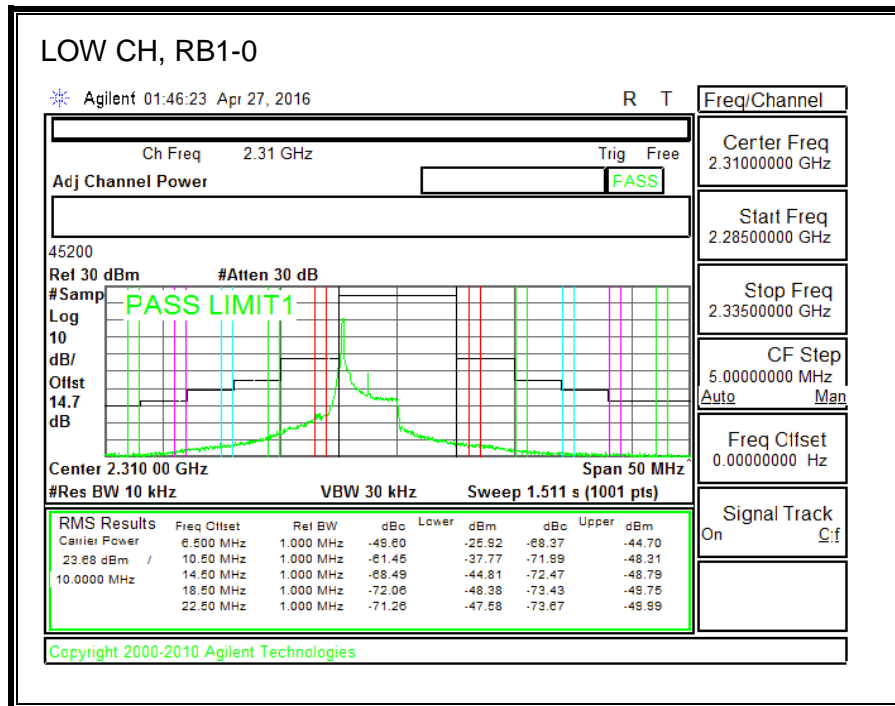 LOW CH, RB1-0
Agilent 01:46:23 Apr 27, 2016 R T
Freq/Channel
Ch Freq 2.31 GHz Trig Free
Adj Channel Power PASS
Center Freq
2.31000000 GHz
Start Freq
2.28500000 GHz
45200
Ref 30 dBm #Atten 30 dB
#Samp
Log
10
dB/
Offst
14.7
dB
PASS LIMIT1
Stop Freq
2.33500000 GHz
CF Step
5.00000000 MHz
Auto Man
Freq Offset
0.00000000 Hz
Center 2.310 00 GHz Span 50 MHz
#Res BW 10 kHz VBW 30 kHz Sweep 1.511 s (1001 pts)
Signal Track
On Off
RMS Results Freq Offset Ref BW dBc Lower dBm dBc Upper dBm
Carrier Power 6.500 MHz 1.000 MHz -49.60 -25.92 -68.37 -44.70
23.68 dBm / 10.50 MHz 1.000 MHz -61.45 -37.77 -71.99 -48.31
10.0000 MHz 14.50 MHz 1.000 MHz -68.49 -44.81 -72.47 -48.79
18.50 MHz 1.000 MHz -72.06 -48.38 -73.43 -49.75
22.50 MHz 1.000 MHz -71.26 -47.58 -73.67 -49.99
Copyright 2000-2010 Agilent Technologies